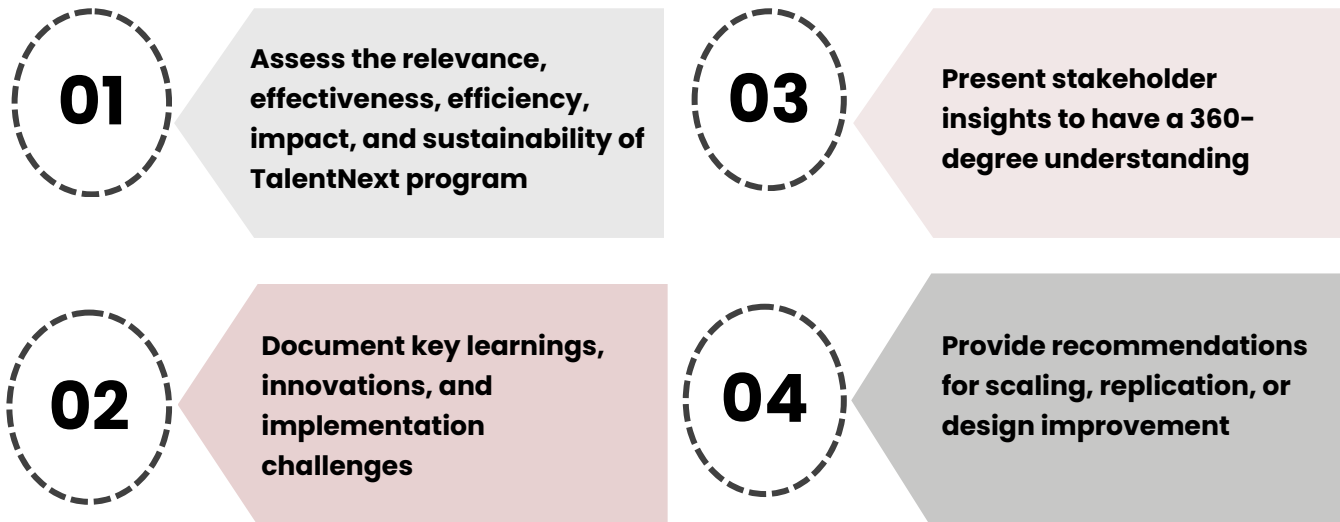 01
Assess the relevance,
effectiveness, efficiency,
impact, and sustainability of
TalentNext program
02
Document key learnings,
innovations, and
implementation
challenges
03
Present stakeholder
insights to have a 360-
degree understanding
04
Provide recommendations
for scaling, replication, or
design improvement